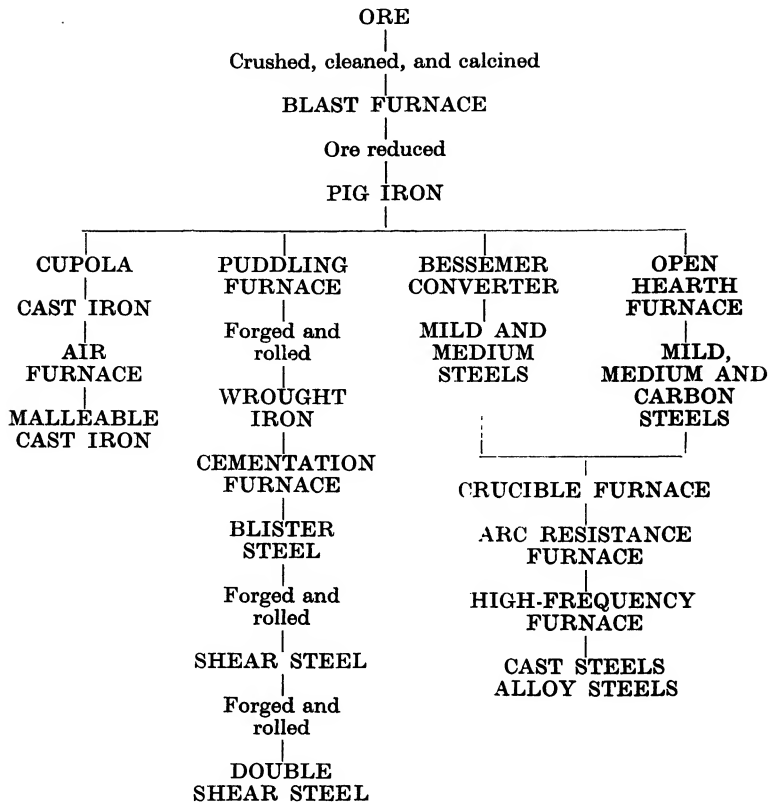 ORE
Crushed, cleaned, and calcined
BLAST FURNACE
Ore reduced
PIG IRON
CUPOLA
CAST IRON
AIR
FURNACE
MALLEABLE
CAST IRON
PUDDLING
FURNACE
Forged and
rolled
WROUGHT
IRON
CEMENTATION
FURNACE
BLISTER
STEEL
Forged and
rolled
SHEAR STEEL
Forged and
rolled
DOUBLE
SHEAR STEEL
BESSEMER
CONVERTER
MILD AND
MEDIUM
STEELS
OPEN
HEARTH
FURNACE
MILD,
MEDIUM AND
CARBON
STEELS
CRUCIBLE FURNACE
ARC RESISTANCE
FURNACE
HIGH-FREQUENCY
FURNACE
CAST STEELS
ALLOY STEELS